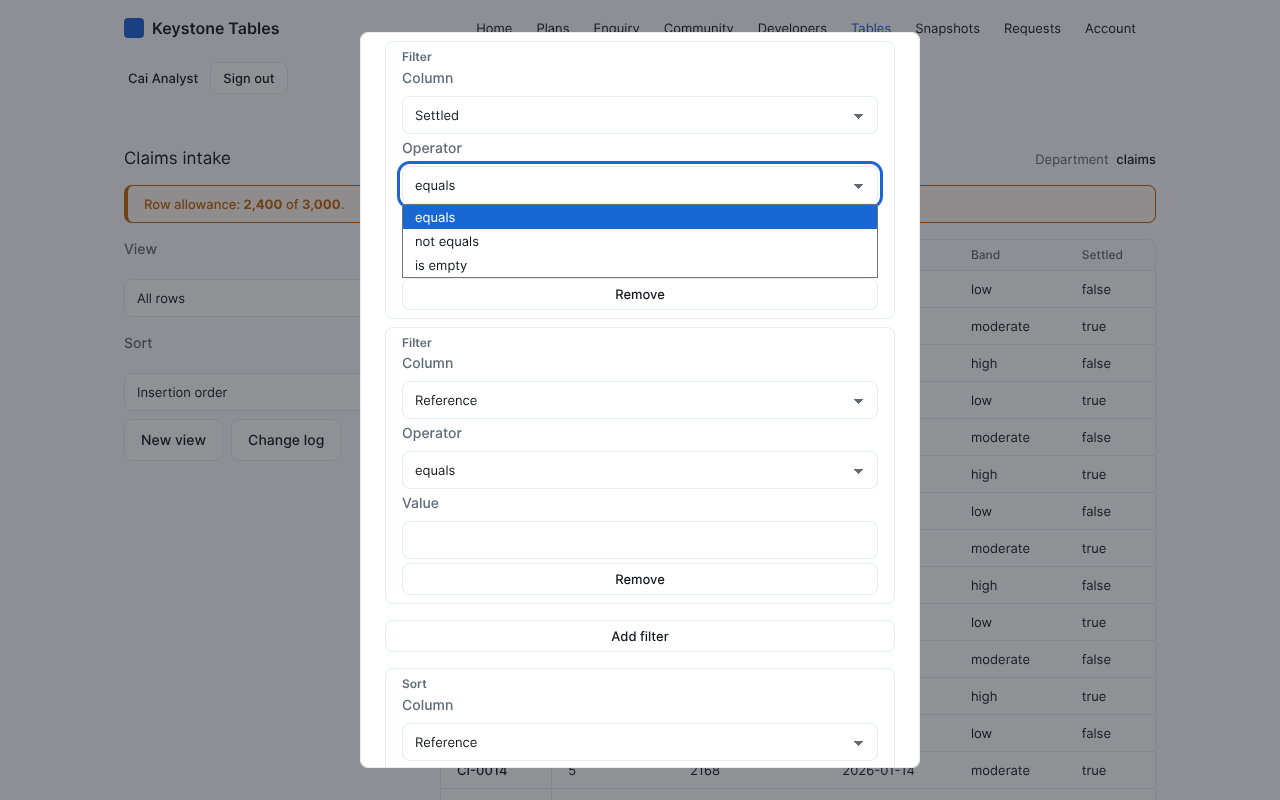 Keystone Tables
Home Plans Enquiry Community Developers Tables Snapshots Requests Account
Cai Analyst Sign out
Claims intake
Department claims
Row allowance: 2,400 of 3,000.
View
All rows
Sort
Insertion order
New view Change log
Filter
Column
Settled
Operator
equals
equals
not equals
is empty
Remove
Filter
Column
Reference
Operator
equals
Value
Remove
Add filter
Sort
Column
Reference
Band Settled
low false
moderate true
high false
low true
moderate false
high true
low false
moderate true
high false
low true
moderate false
high true
low false
CI-0014 5 2168 2026-01-14 moderate true